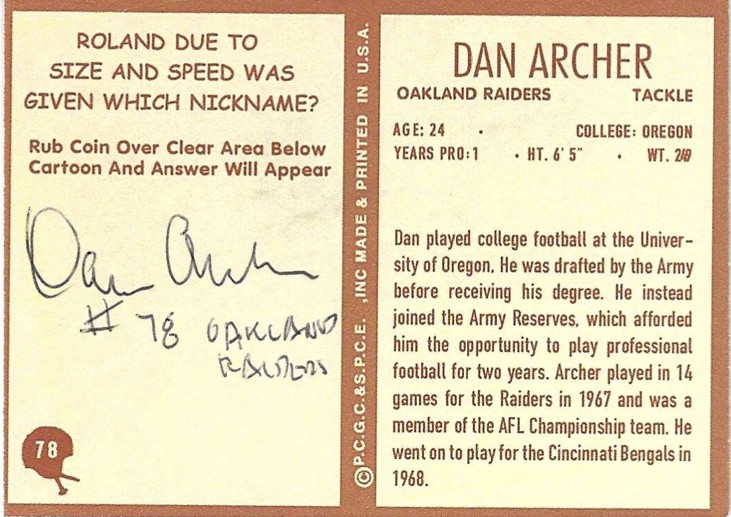 ROLAND DUE TO
SIZE AND SPEED WAS
GIVEN WHICH NICKNAME?
Rub Coin Over Clear Area Below
Cartoon And Answer Will Appear
Dan Archer
# 78 OAKLAND
RAIDERS
78
©P.C.G.C.&S.P.C.E. ,INC MADE & PRINTED IN U.S.A.
DAN ARCHER
OAKLAND RAIDERS TACKLE
AGE: 24 · COLLEGE: OREGON
YEARS PRO:1 · HT. 6' 5" · WT.
Dan played college football at the Univer-
sity of Oregon. He was drafted by the Army
before receiving his degree. He instead
joined the Army Reserves, which afforded
him the opportunity to play professional
football for two years. Archer played in 14
games for the Raiders in 1967 and was a
member of the AFL Championship team. He
went on to play for the Cincinnati Bengals in
1968.